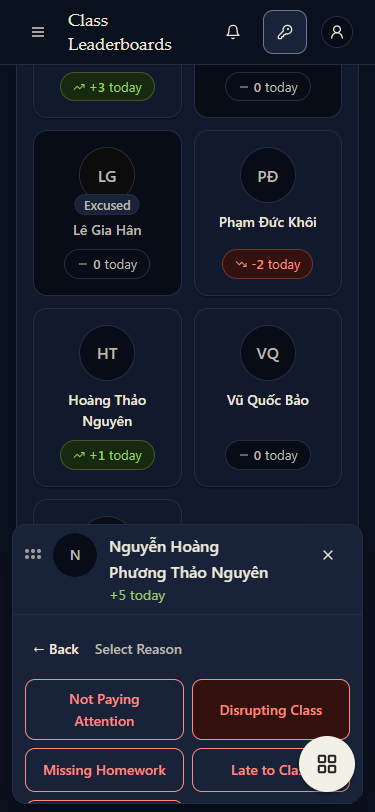 Class
Leaderboards
+3 today
0 today
LG
Excused
Lê Gia Hân
0 today
PĐ
Phạm Đức Khôi
-2 today
HT
Hoàng Thảo
Nguyên
+1 today
VQ
Vũ Quốc Bảo
0 today
N
Nguyễn Hoàng
Phương Thảo Nguyên
+5 today
← Back
Select Reason
Not Paying
Attention
Disrupting Class
Missing Homework
Late to Cla